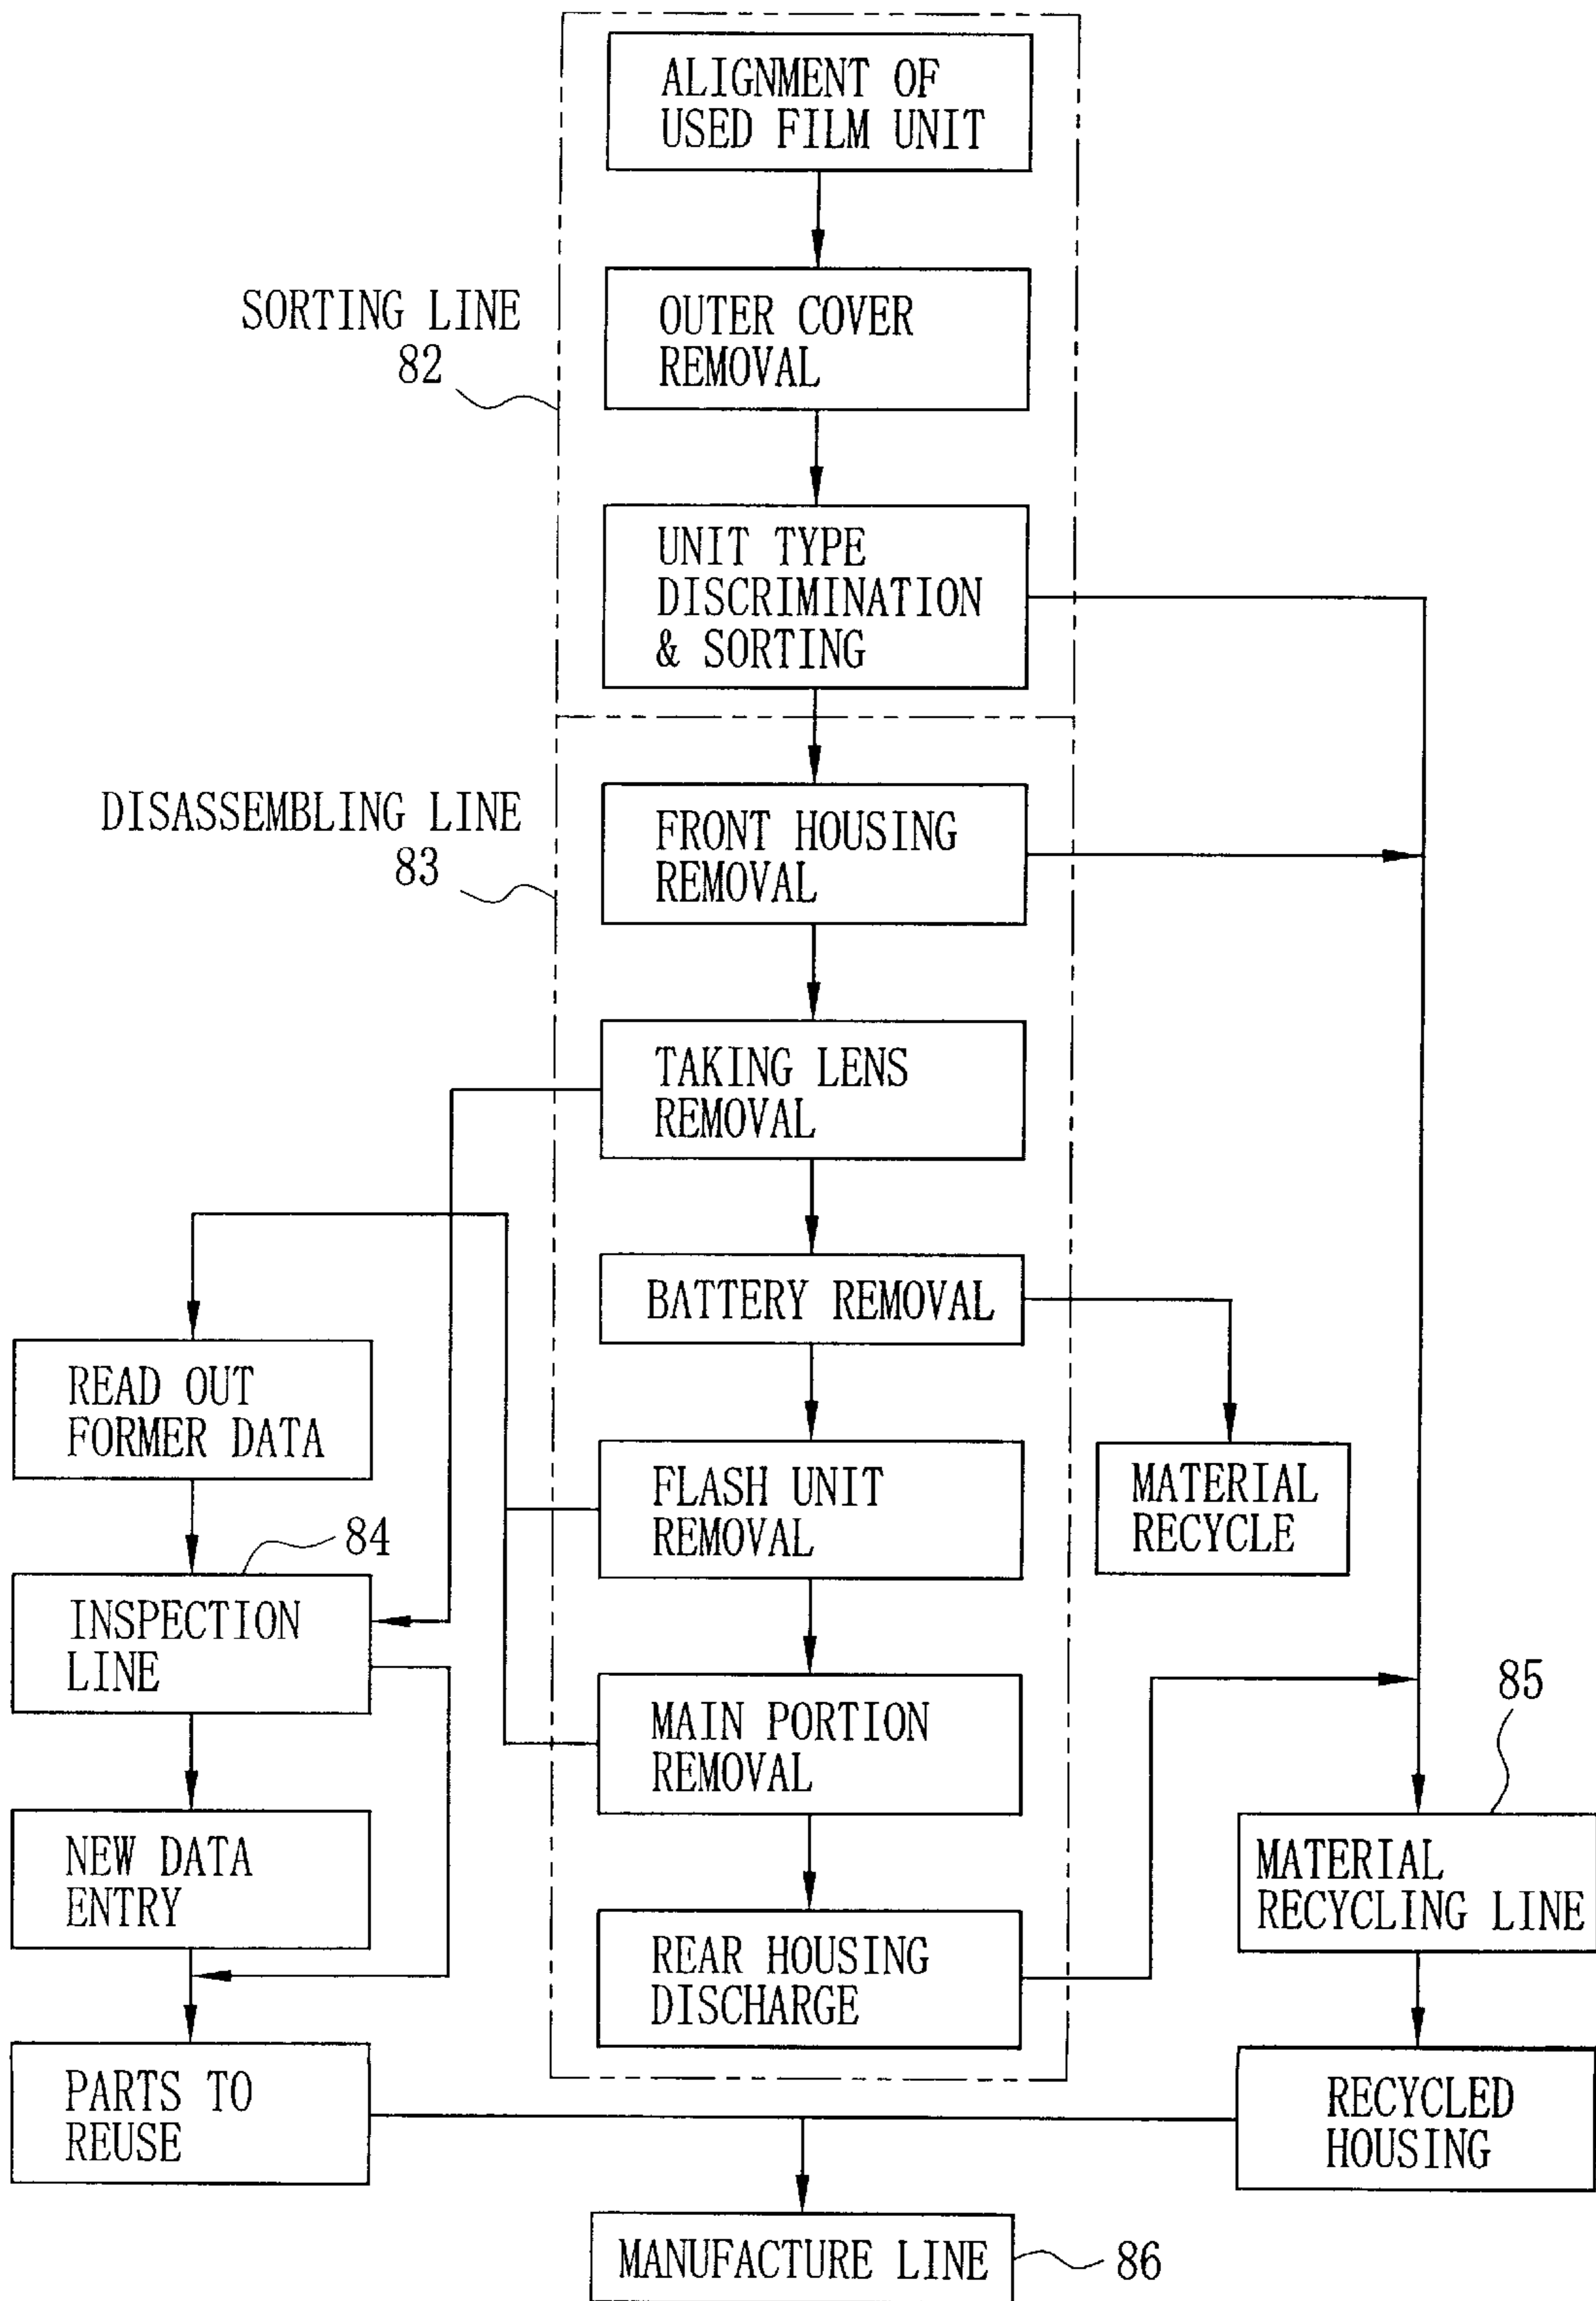 ALIGNMENT OF
USED FILM UNIT
SORTING LINE
82
OUTER COVER
REMOVAL
UNIT TYPE
DISCRIMINATION
& SORTING
DISASSEMBLING LINE
83
FRONT HOUSING
REMOVAL
TAKING LENS
REMOVAL
BATTERY REMOVAL
READ OUT
FORMER DATA
FLASH UNIT
REMOVAL
MATERIAL
RECYCLE
84
INSPECTION
LINE
MAIN PORTION
REMOVAL
85
NEW DATA
ENTRY
MATERIAL
RECYCLING LINE
REAR HOUSING
DISCHARGE
PARTS TO
REUSE
RECYCLED
HOUSING
MANUFACTURE LINE
86